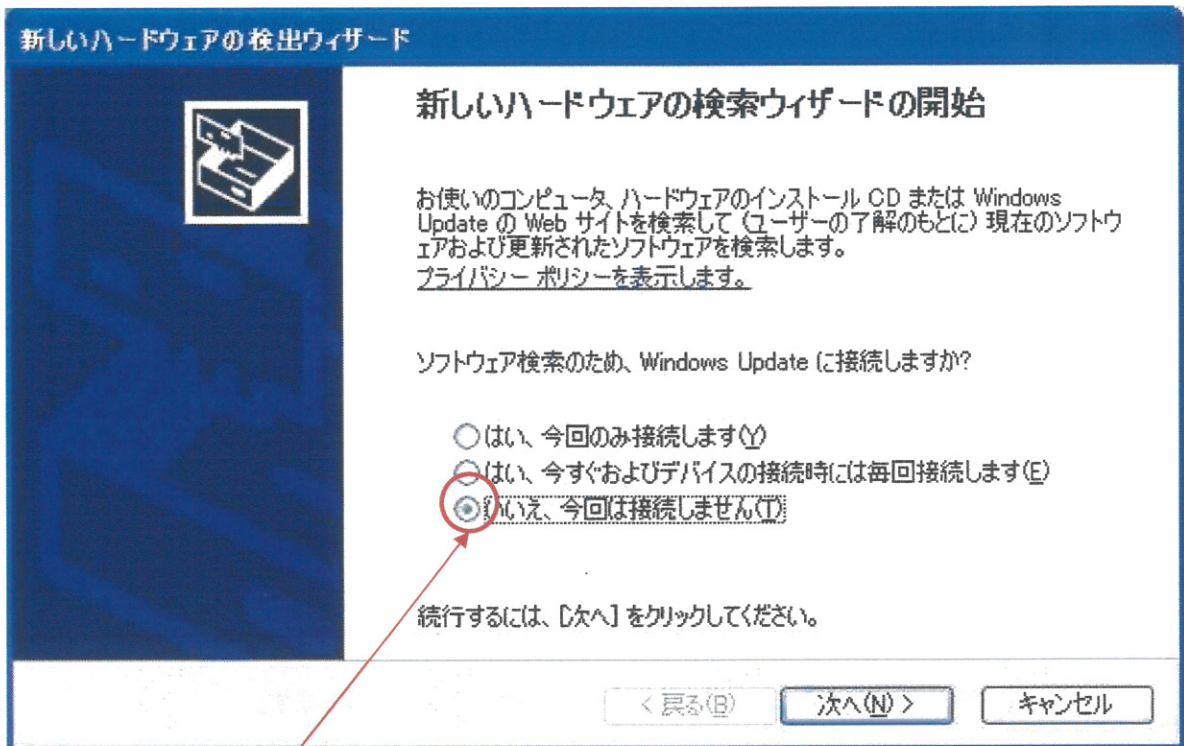 新しいハードウェアの検出ウィザード
新しいハードウェアの検索ウィザードの開始
お使いのコンピュータ、ハードウェアのインストール CD または Windows
Update の Web サイトを検索して (ユーザーの了解のもとに) 現在のソフトウ
ェアおよび更新されたソフトウェアを検索します。
プライバシー ポリシーを表示します。
ソフトウェア検索のため、Windows Update に接続しますか?
はい、今回のみ接続します(Y)
はい、今すぐおよびデバイスの接続時には毎回接続します(E)
いいえ、今回は接続しません(T)
続行するには、[次へ] をクリックしてください。
< 戻る(B)
次へ(N) >
キャンセル